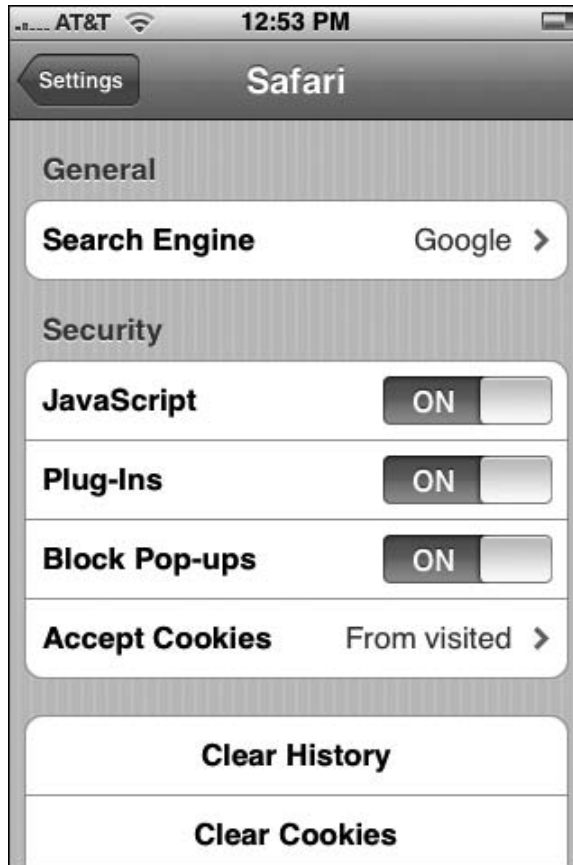 AT&T 12:53 PM
Settings Safari
General
Search Engine Google
Security
JavaScript ON
Plug-Ins ON
Block Pop-ups ON
Accept Cookies From visited
Clear History
Clear Cookies